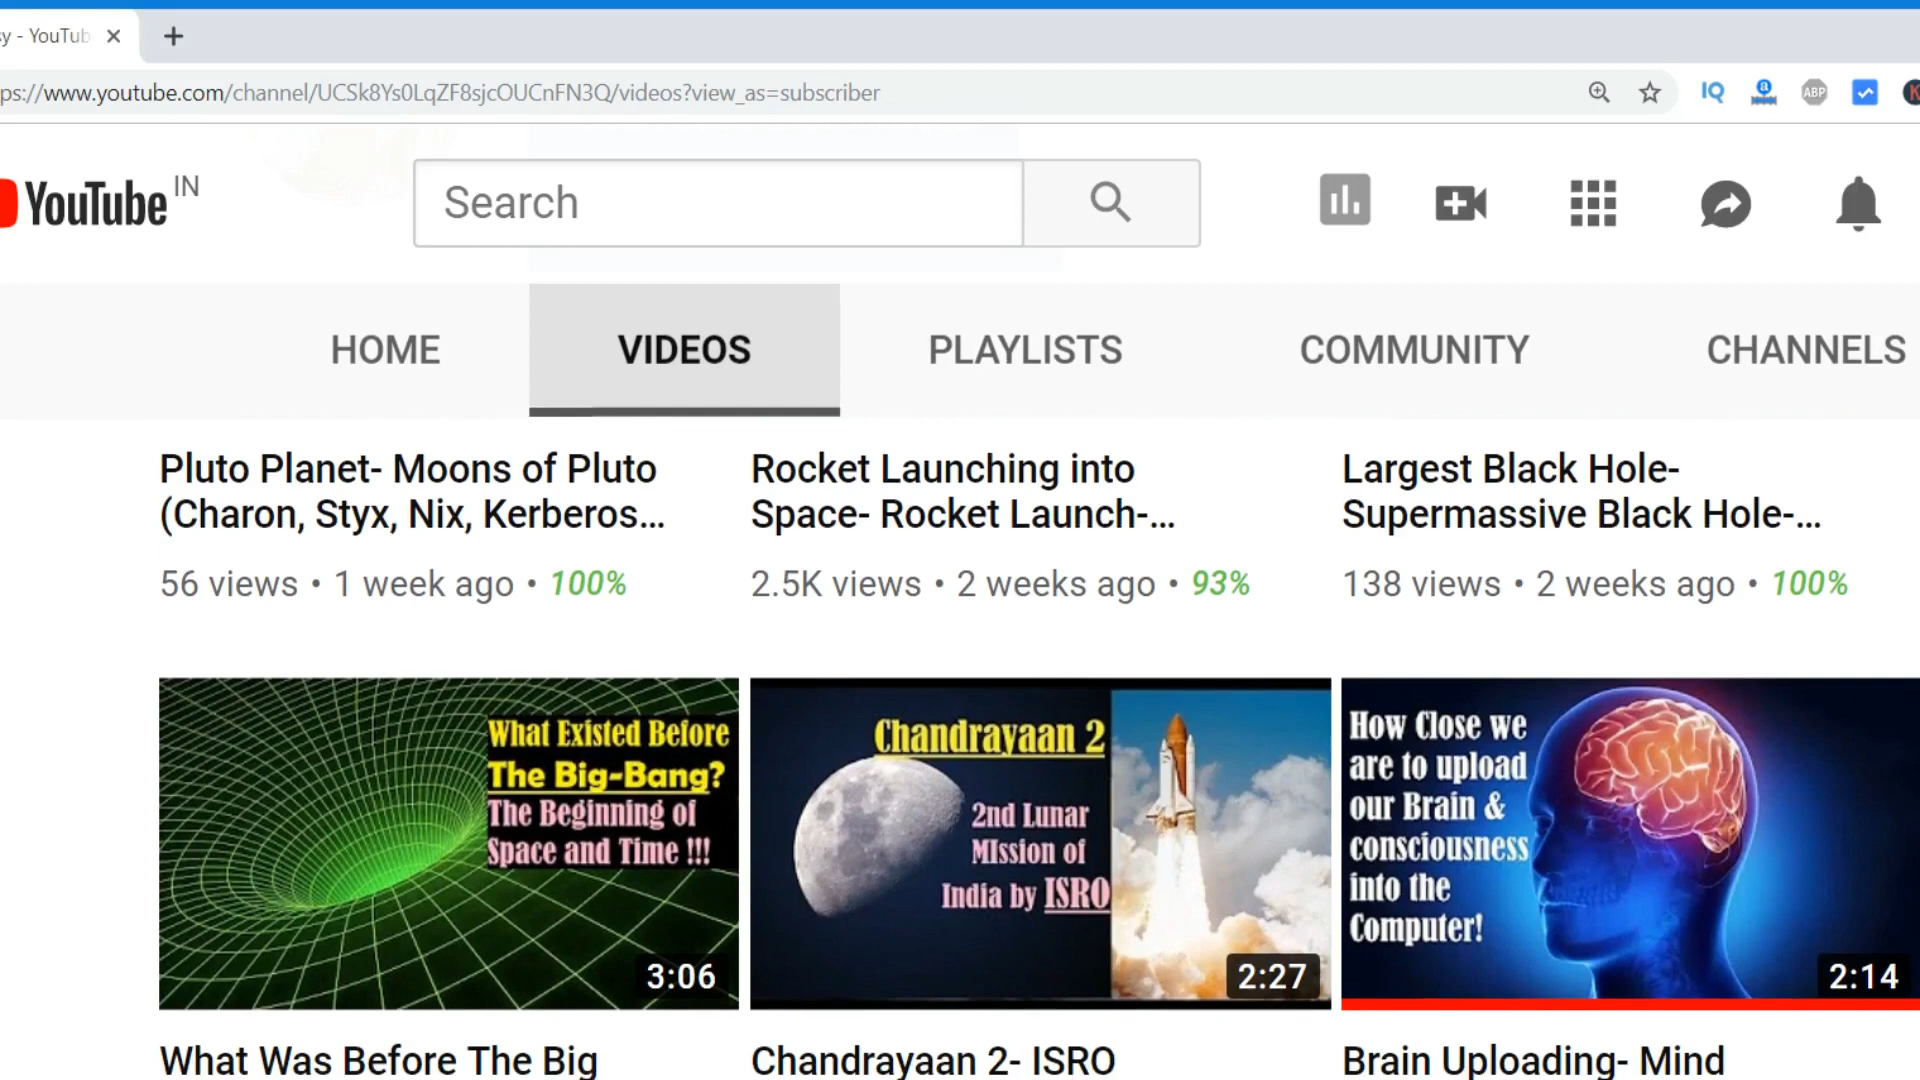 sy - YouTub
ps://www.youtube.com/channel/UCSk8Ys0LqZF8sjcOUCnFN3Q/videos?view_as=subscriber
IQ
a
ABP
K
YouTube IN
Search
HOME
VIDEOS
PLAYLISTS
COMMUNITY
CHANNELS
Pluto Planet- Moons of Pluto
(Charon, Styx, Nix, Kerberos...
56 views • 1 week ago • 100%
Rocket Launching into
Space- Rocket Launch-...
2.5K views • 2 weeks ago • 93%
Largest Black Hole-
Supermassive Black Hole-...
138 views • 2 weeks ago • 100%
What Existed Before
The Big-Bang?
The Beginning of
Space and Time !!!
3:06
Chandrayaan 2
2nd Lunar
MIssion of
India by ISRO
2:27
How Close we
are to upload
our Brain &
consciousness
into the
Computer!
2:14
What Was Before The Big
Chandrayaan 2- ISRO
Brain Uploading- Mind